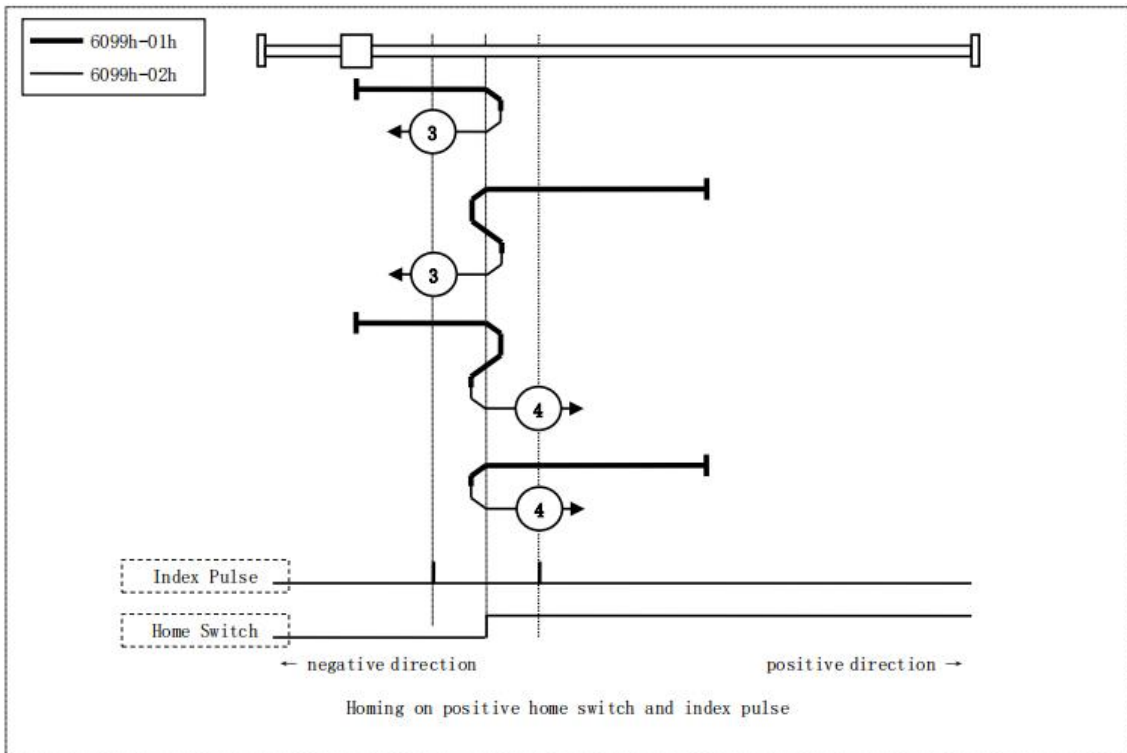 6099h-01h
6099h-02h
3
3
4
4
Index Pulse
Home Switch
← negative direction
positive direction →
Homing on positive home switch and index pulse